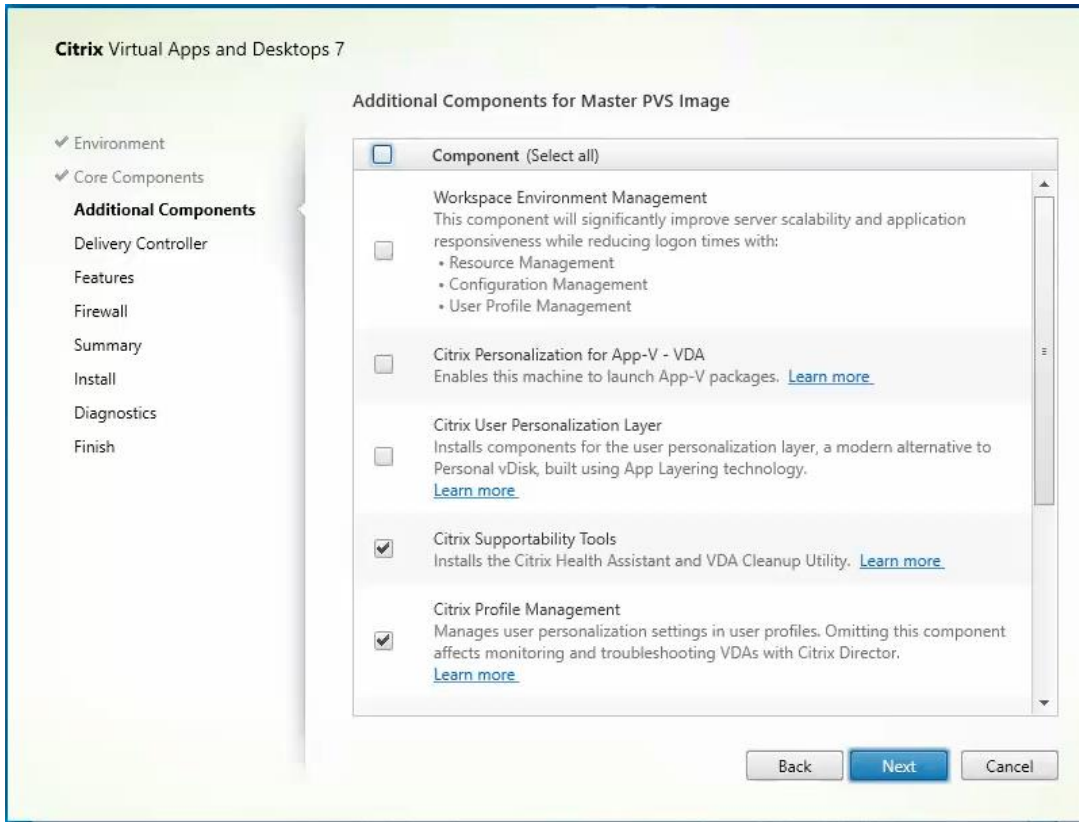 Citrix Virtual Apps and Desktops 7
Additional Components for Master PVS Image
Environment
Core Components
Additional Components
Delivery Controller
Features
Firewall
Summary
Install
Diagnostics
Finish
Component (Select all)
Workspace Environment Management
This component will significantly improve server scalability and application
responsiveness while reducing logon times with:
• Resource Management
• Configuration Management
• User Profile Management
Citrix Personalization for App-V - VDA
Enables this machine to launch App-V packages. Learn more
Citrix User Personalization Layer
Installs components for the user personalization layer, a modern alternative to
Personal vDisk, built using App Layering technology.
Learn more
Citrix Supportability Tools
Installs the Citrix Health Assistant and VDA Cleanup Utility. Learn more
Citrix Profile Management
Manages user personalization settings in user profiles. Omitting this component
affects monitoring and troubleshooting VDAs with Citrix Director.
Learn more
Back Next Cancel